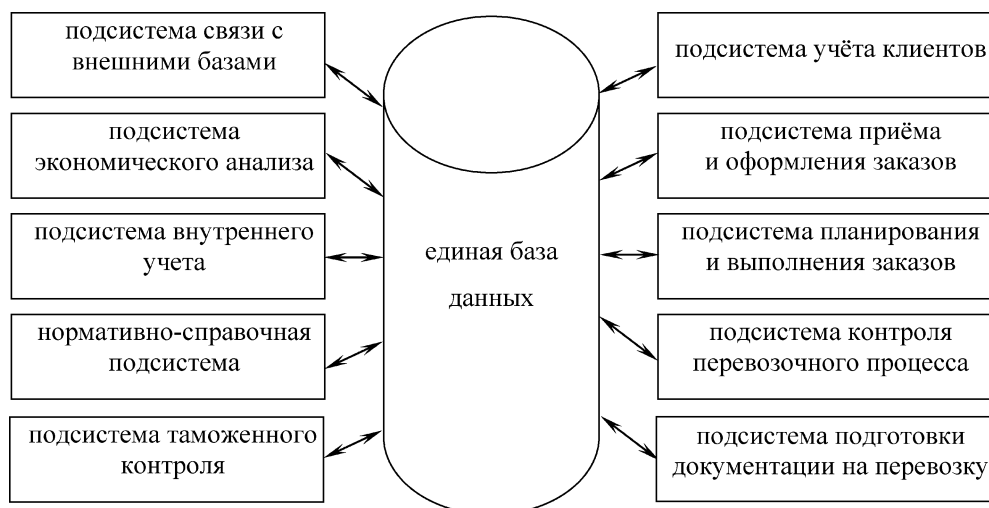 подсистема связи с
внешними базами
подсистема
экономического анализа
подсистема внутреннего
учета
нормативно-справочная
подсистема
подсистема таможенного
контроля
единая база
данных
подсистема учёта клиентов
подсистема приёма
и оформления заказов
подсистема планирования
и выполнения заказов
подсистема контроля
перевозочного процесса
подсистема подготовки
документации на перевозку